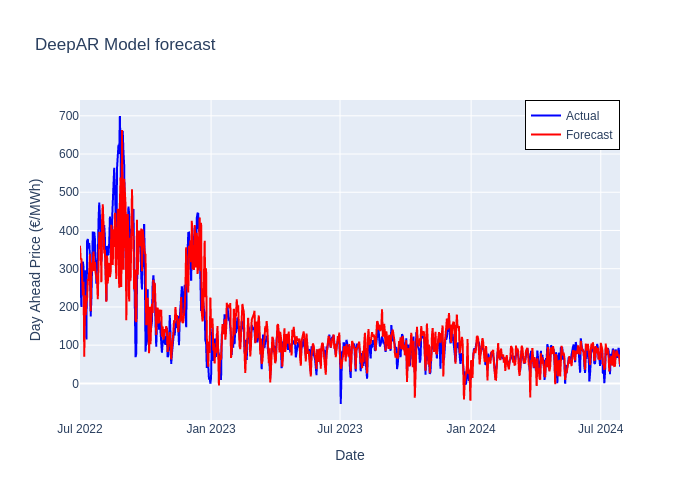 DeepAR Model forecast
Actual
Forecast
Day Ahead Price (€/MWh)
700
600
500
400
300
200
100
0
Jul 2022
Jan 2023
Jul 2023
Jan 2024
Jul 2024
Date